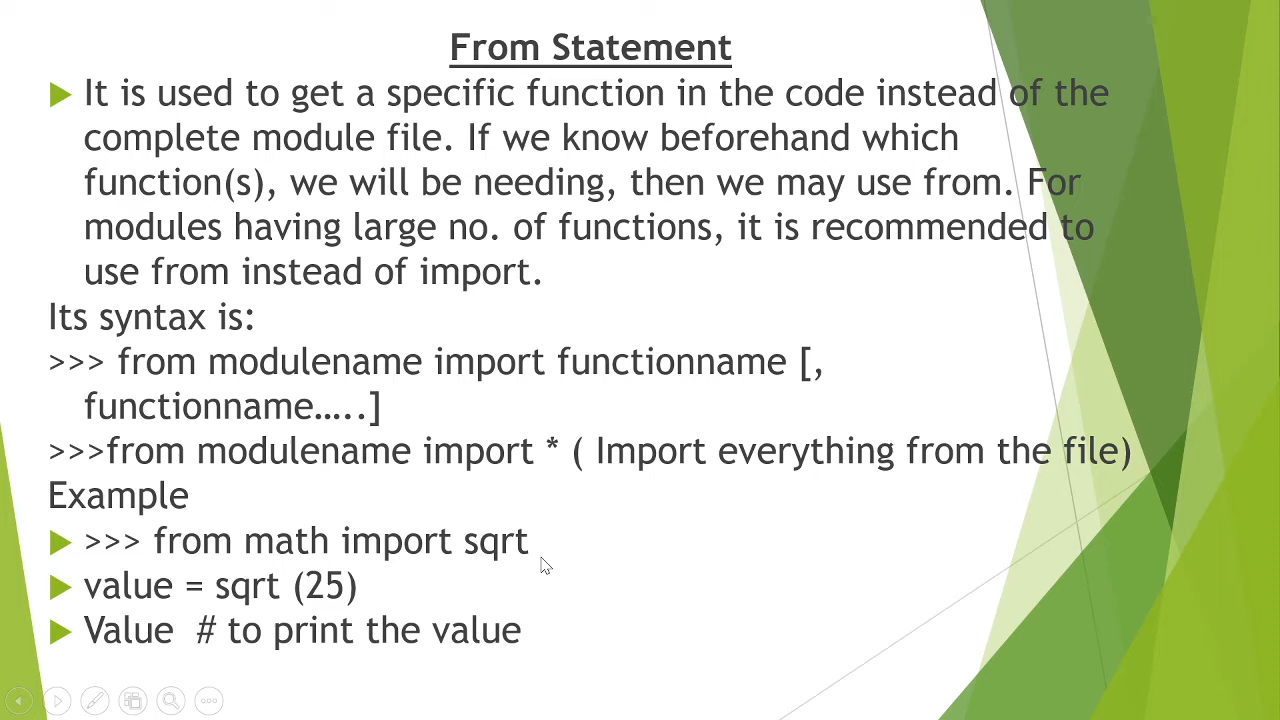 From Statement
It is used to get a specific function in the code instead of the
complete module file. If we know beforehand which
function(s), we will be needing, then we may use from. For
modules having large no. of functions, it is recommended to
use from instead of import.
Its syntax is:
>>> from modulename import functionname [,
functionname…..]
>>>from modulename import * ( Import everything from the file)
Example
>>> from math import sqrt
value = sqrt (25)
Value  # to print the value